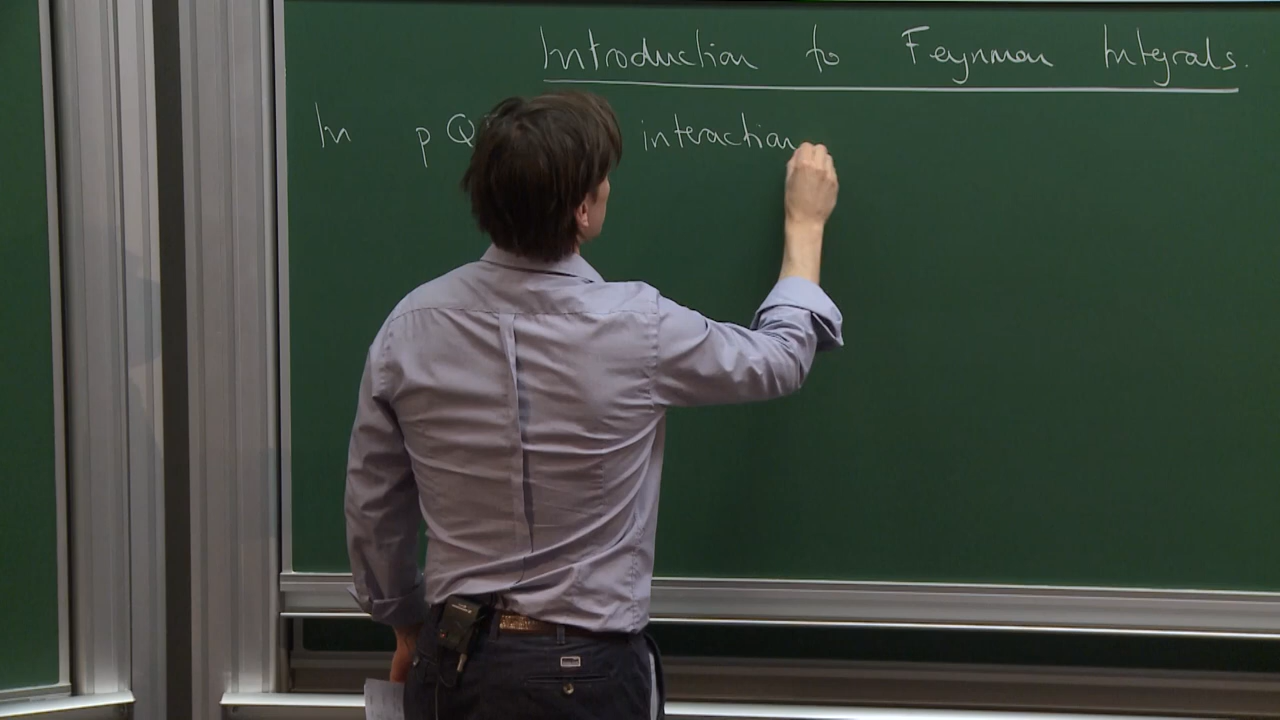 Introduction to Feynman Integrals.
In pQ interaction